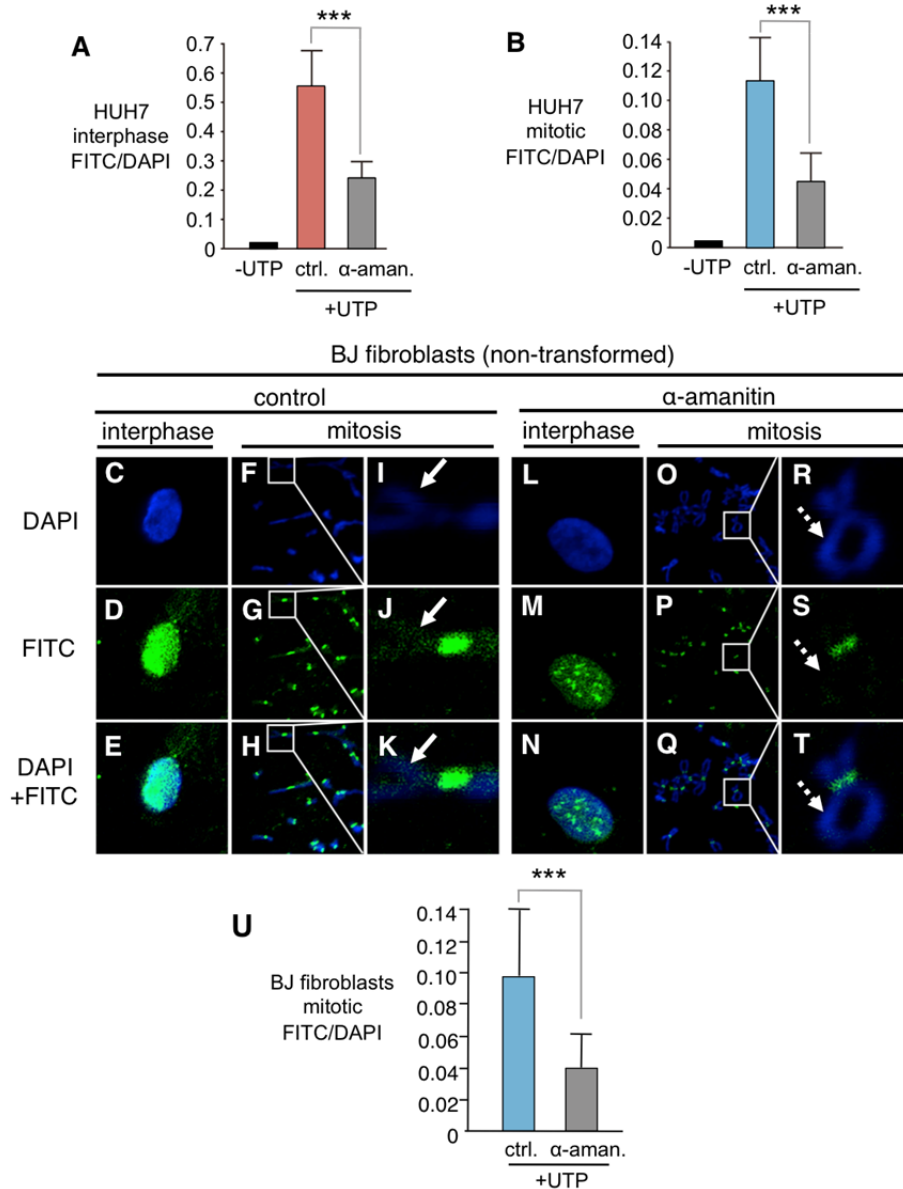 A
HUH7
interphase
FITC/DAPI
***
0.7
0.6
0.5
0.4
0.3
0.2
0.1
0
-UTP ctrl. α-aman.
+UTP
B
HUH7
mitotic
FITC/DAPI
***
0.14
0.12
0.10
0.08
0.06
0.04
0.02
0
-UTP ctrl. α-aman.
+UTP
BJ fibroblasts (non-transformed)
control α-amanitin
interphase mitosis interphase mitosis
DAPI C F I L O R
FITC D G J M P S
DAPI
+FITC E H K N Q T
U
BJ fibroblasts
mitotic
FITC/DAPI
***
0.14
0.12
0.10
0.08
0.06
0.04
0.02
0
ctrl. α-aman.
+UTP